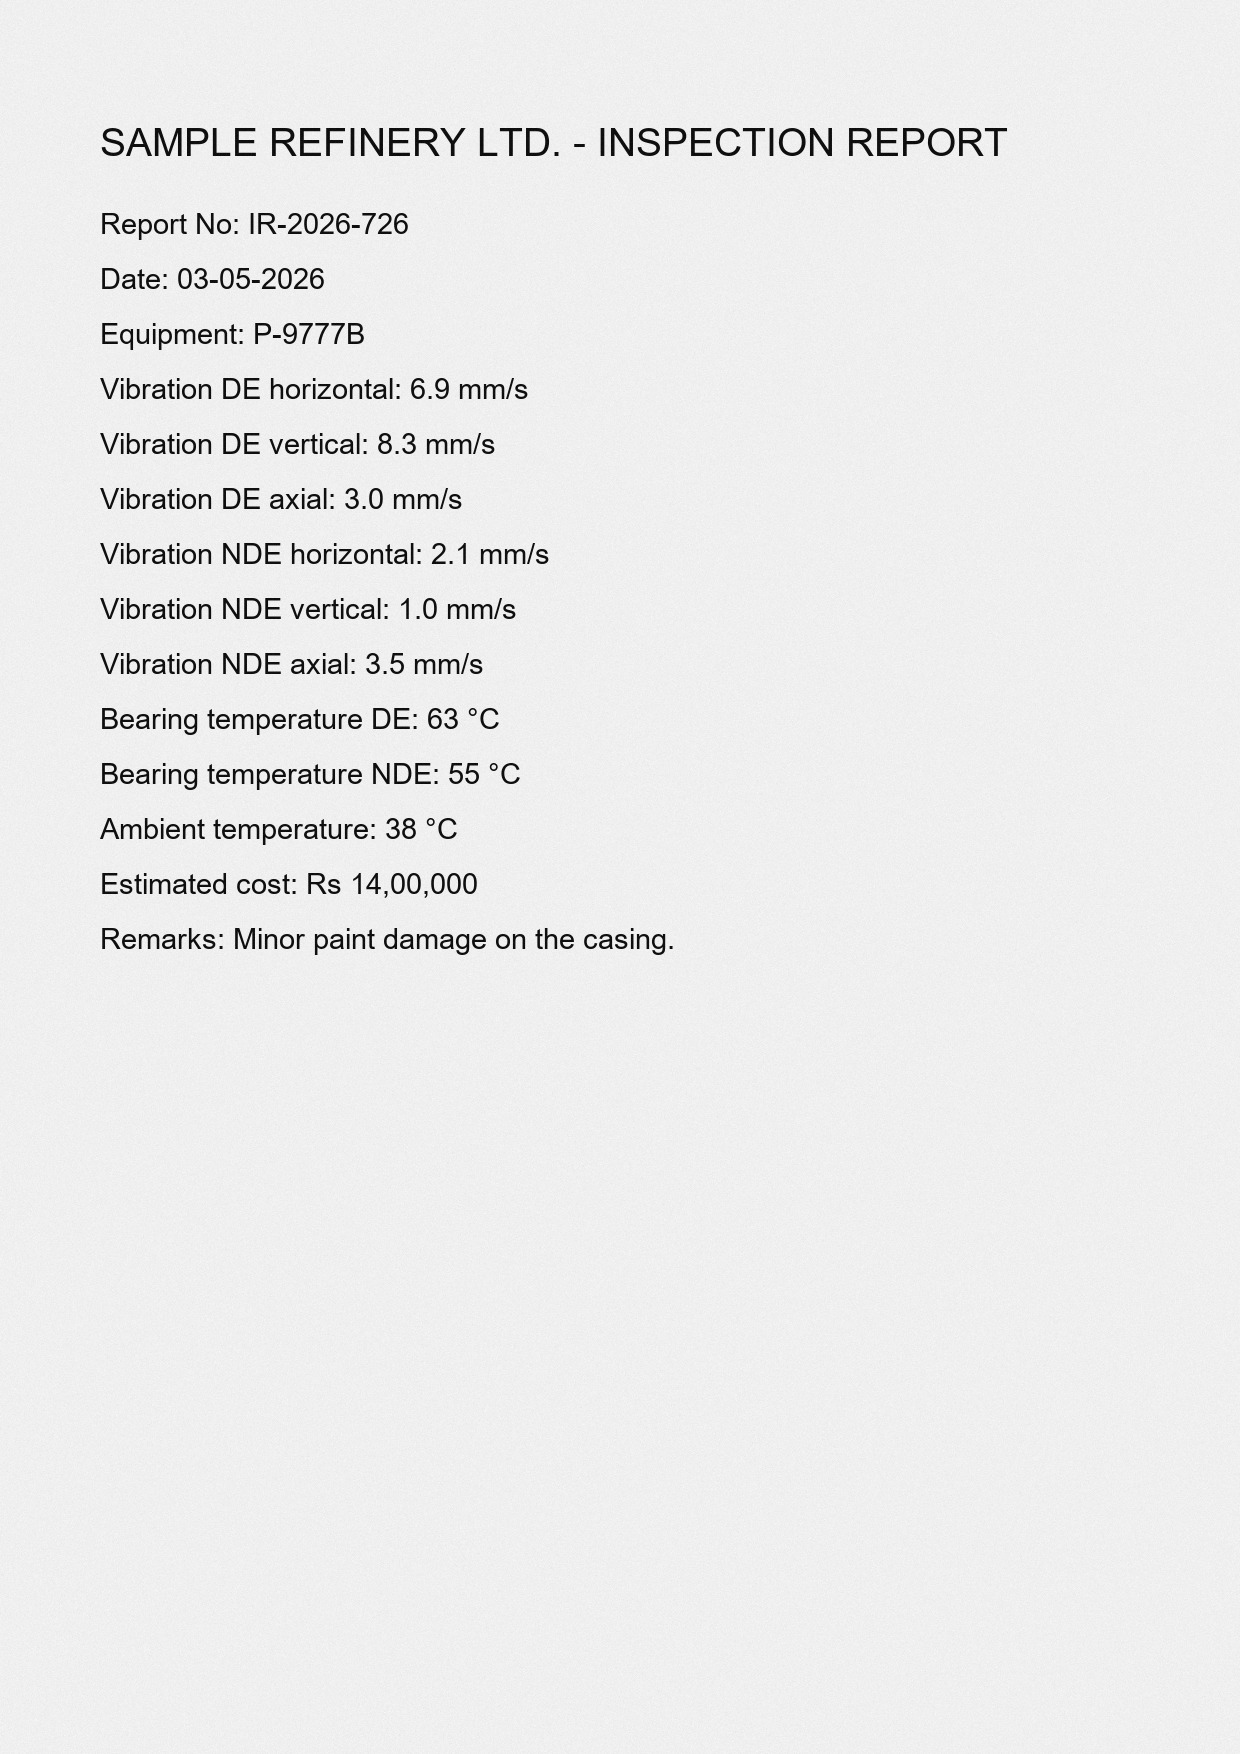 SAMPLE REFINERY LTD. - INSPECTION REPORT
Report No: IR-2026-726
Date: 03-05-2026
Equipment: P-9777B
Vibration DE horizontal: 6.9 mm/s
Vibration DE vertical: 8.3 mm/s
Vibration DE axial: 3.0 mm/s
Vibration NDE horizontal: 2.1 mm/s
Vibration NDE vertical: 1.0 mm/s
Vibration NDE axial: 3.5 mm/s
Bearing temperature DE: 63 °C
Bearing temperature NDE: 55 °C
Ambient temperature: 38 °C
Estimated cost: Rs 14,00,000
Remarks: Minor paint damage on the casing.